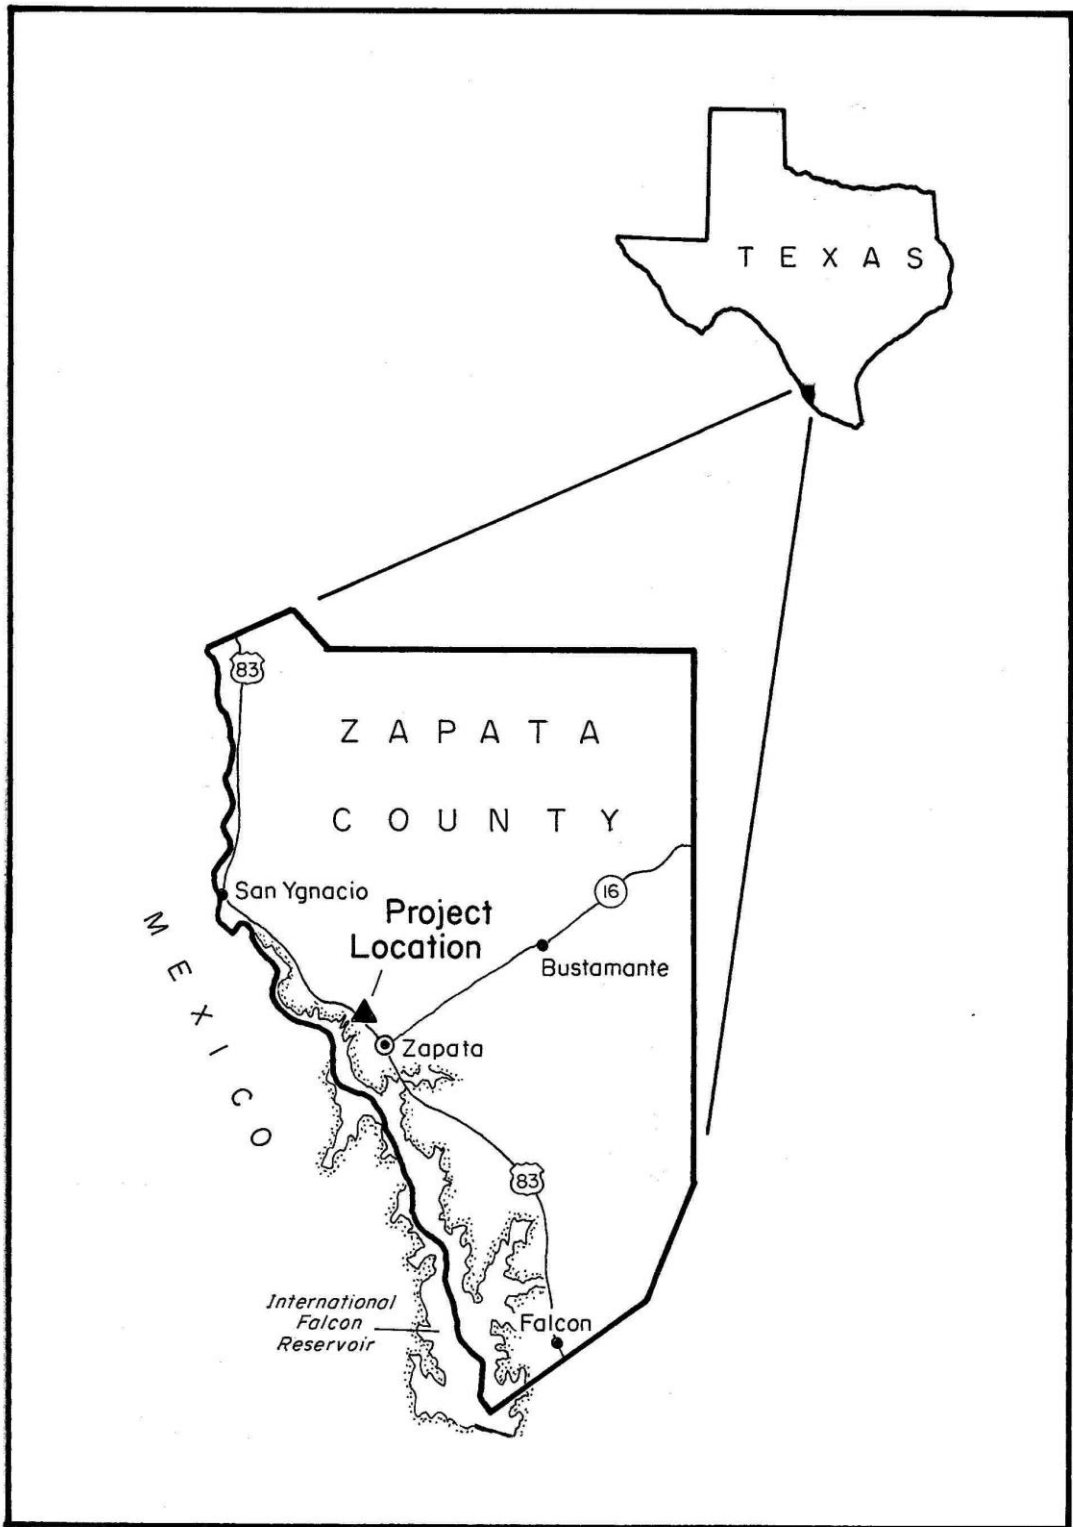 TEXAS
83
ZAPATA
COUNTY
16
San Ygnacio
Project
Location
Bustamante
MEXICO
Zapata
83
International
Falcon
Reservoir
Falcon